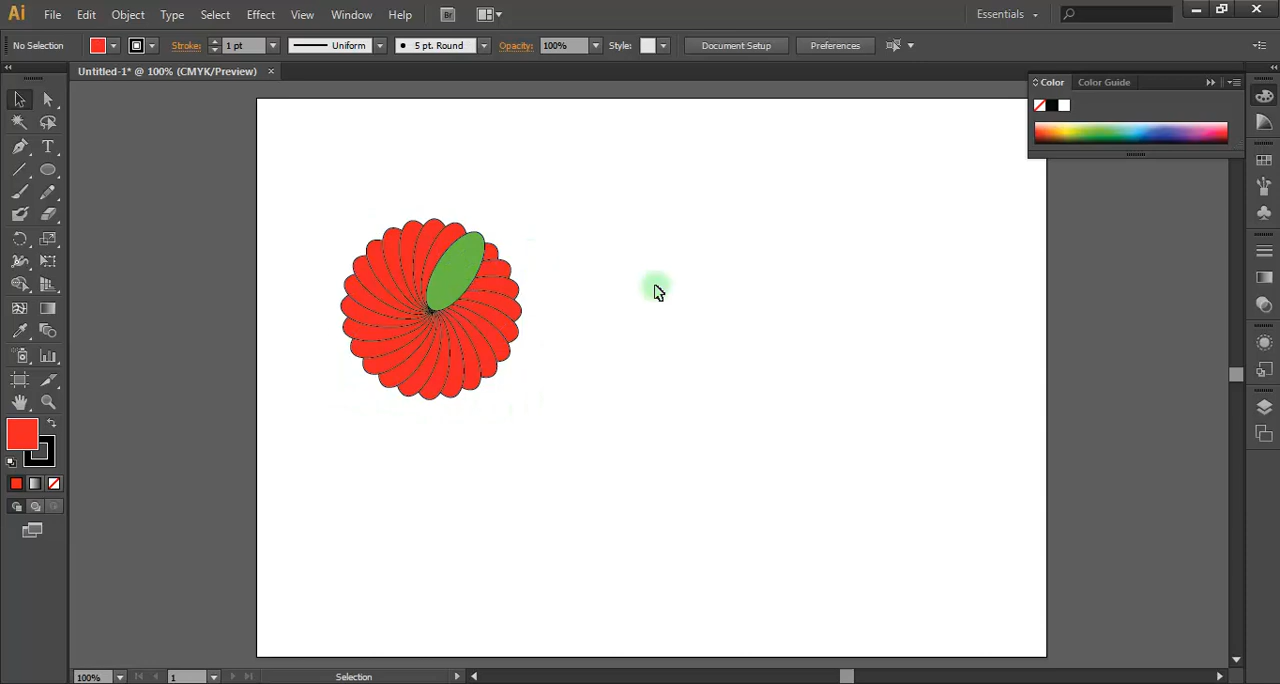 Ai File Edit Object Type Select Effect View Window Help Br Essentials
No Selection Stroke: 1 pt Uniform 5 pt. Round Opacity: 100% Style: Document Setup Preferences
Untitled-1* @ 100% (CMYK/Preview) ×
Color Color Guide
T
100% 1 Selection